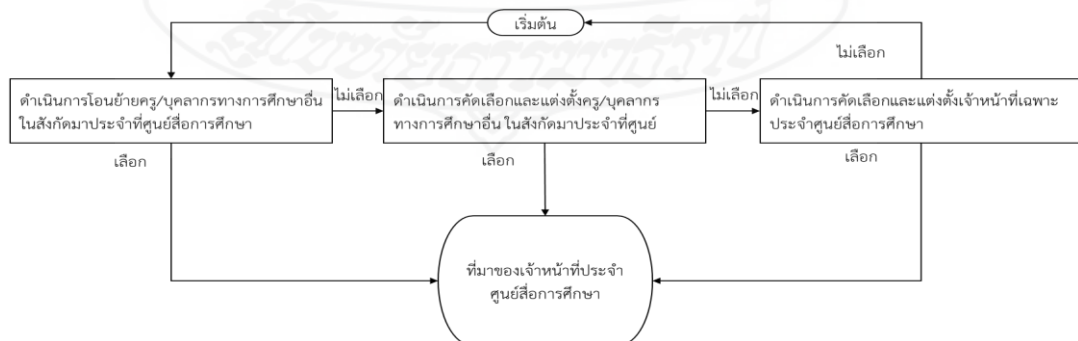 เริ่มต้น
ไม่เลือก
ดำเนินการโอนย้ายครู/บุคลากรทางการศึกษาอื่น
ในสังกัดมาประจำที่ศูนย์สื่อการศึกษา
ไม่เลือก
ดำเนินการคัดเลือกและแต่งตั้งครู/บุคลากร
ทางการศึกษาอื่น ในสังกัดมาประจำที่ศูนย์
ไม่เลือก
ดำเนินการคัดเลือกและแต่งตั้งเจ้าหน้าที่เฉพาะ
ประจำศูนย์สื่อการศึกษา
เลือก
เลือก
เลือก
ที่มาของเจ้าหน้าที่ประจำ
ศูนย์สื่อการศึกษา